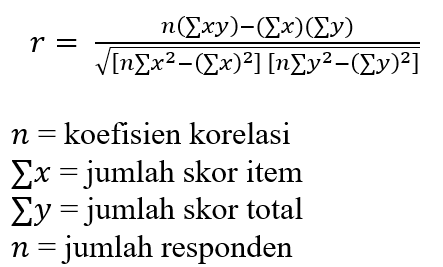 r = n(∑xy)−(∑x)(∑y) / √[n∑x²−(∑x)²] [n∑y²−(∑y)²]
n = koefisien korelasi
∑x = jumlah skor item
∑y = jumlah skor total
n = jumlah responden